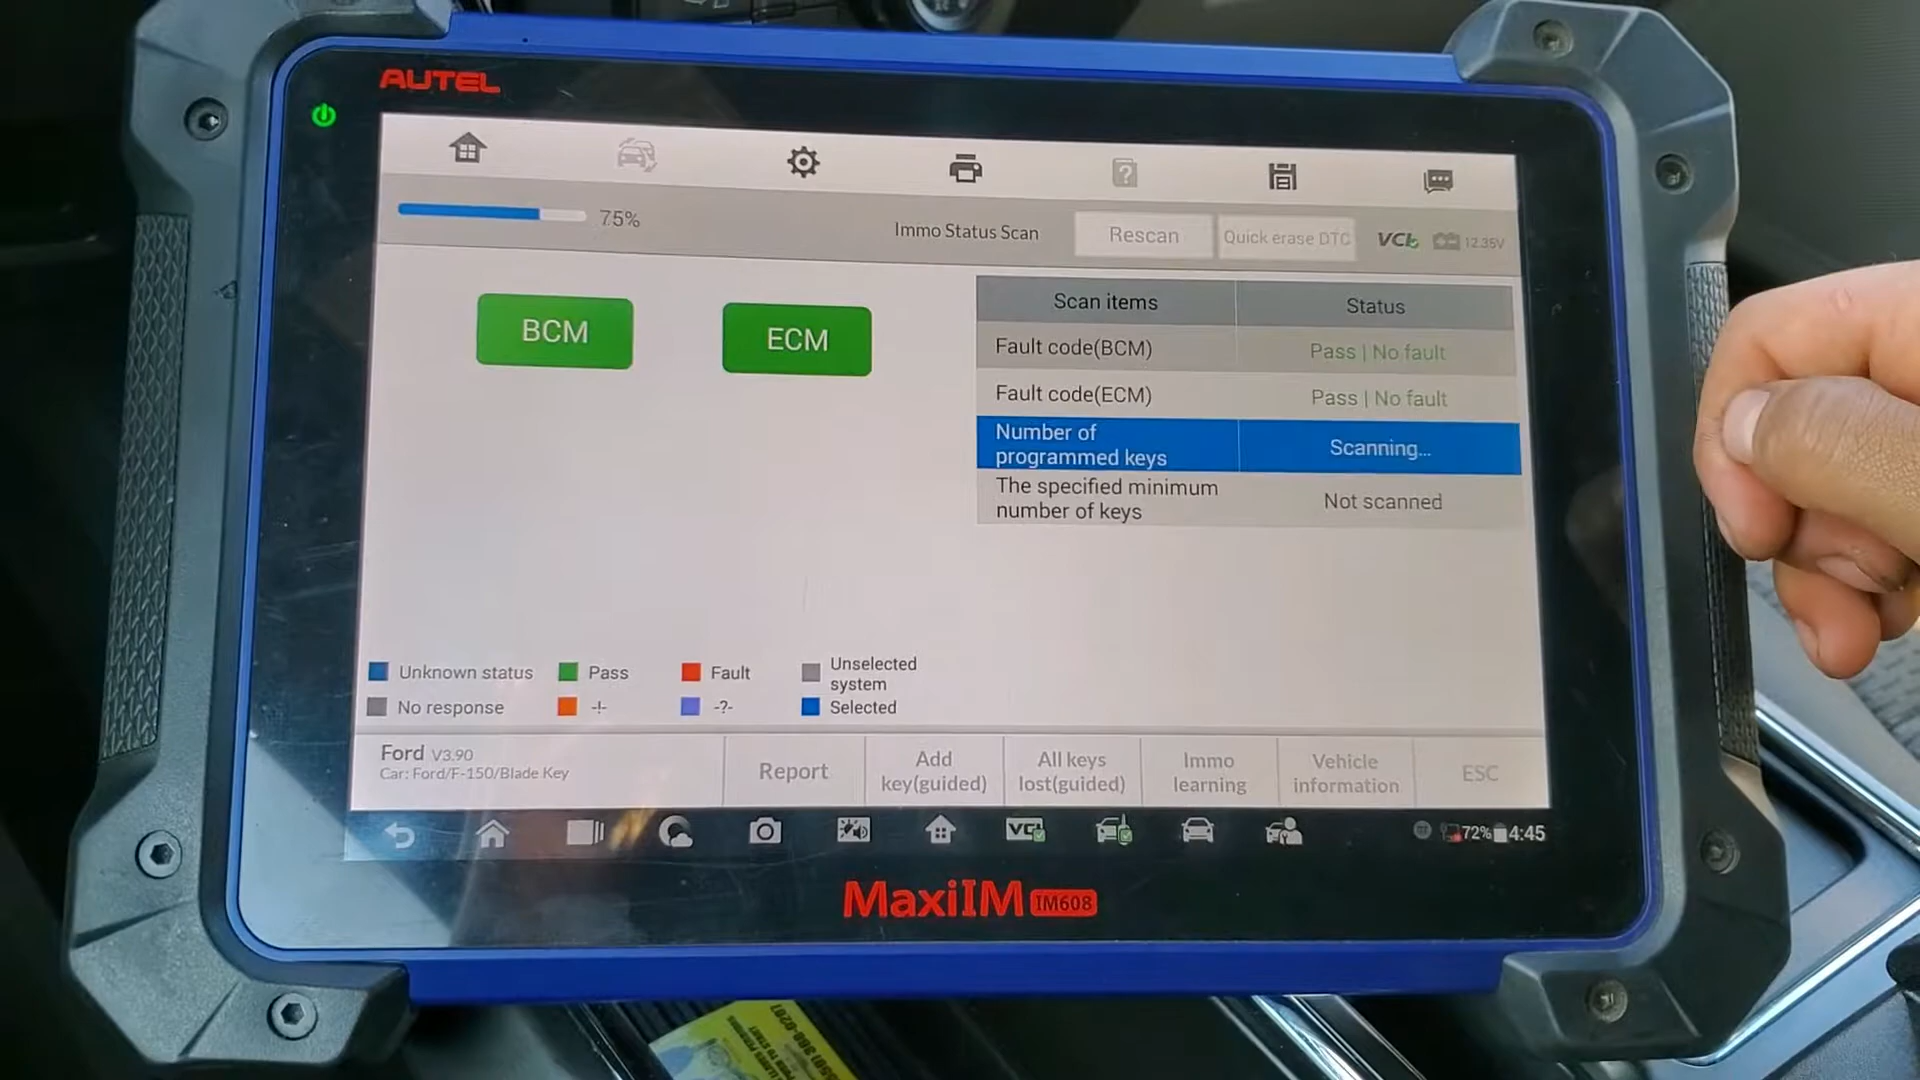 AUTEL
75%
Immo Status Scan
Rescan
Quick erase DTC
VCI
12.35V
BCM
ECM
Scan items
Status
Fault code(BCM)
Pass | No fault
Fault code(ECM)
Pass | No fault
Number of
programmed keys
Scanning...
The specified minimum
number of keys
Not scanned
Unknown status
Pass
Fault
Unselected
system
No response
-!-
-?-
Selected
Ford V3.90
Car: Ford/F-150/Blade Key
Report
Add
key(guided)
All keys
lost(guided)
Immo
learning
Vehicle
information
ESC
VCI
72%
4:45
MaxiIM IM608